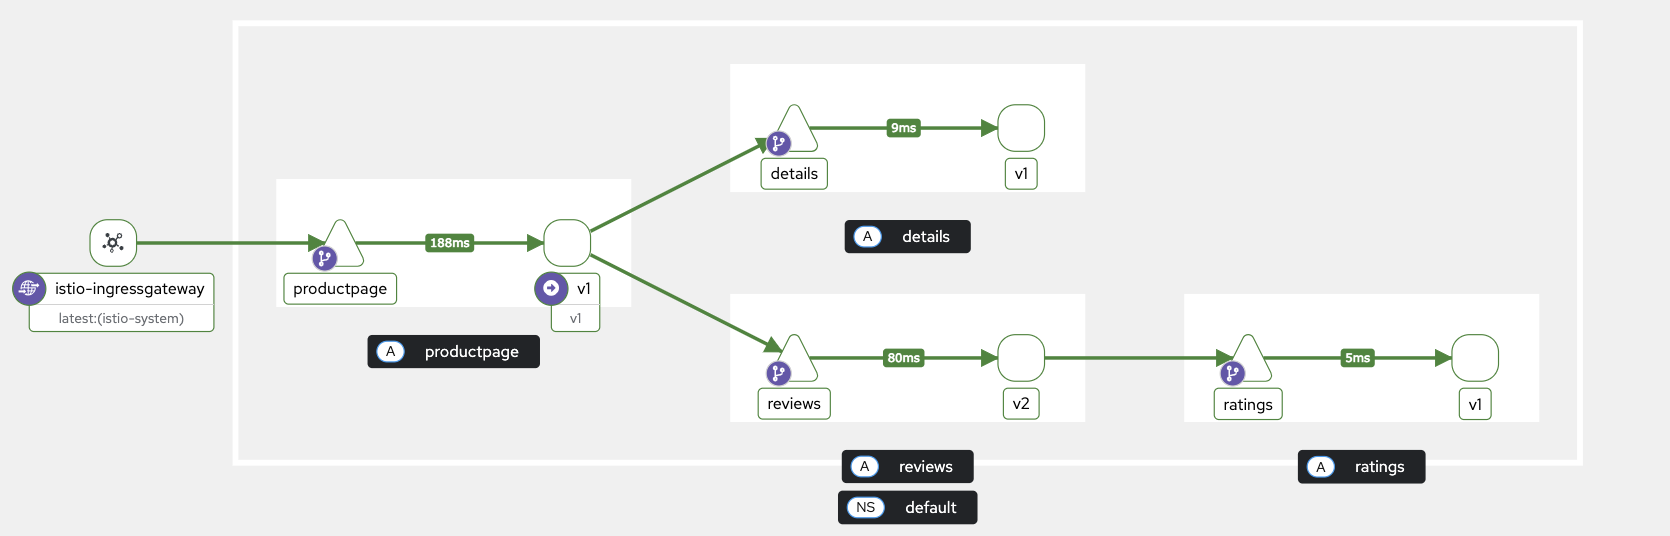 9ms
details
v1
A details
188ms
istio-ingressgateway
latest:(istio-system)
productpage
v1
v1
A productpage
80ms
reviews
v2
5ms
ratings
v1
A reviews
A ratings
NS default